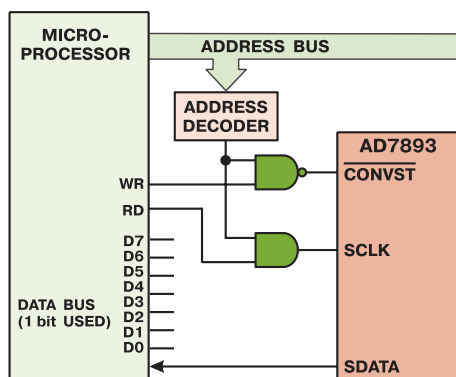 MICRO-
PROCESSOR
ADDRESS BUS
ADDRESS
DECODER
AD7893
CONVST
WR
RD
SCLK
D7
D6
D5
D4
D3
DATA BUS
(1 bit USED)
D2
D1
D0
SDATA